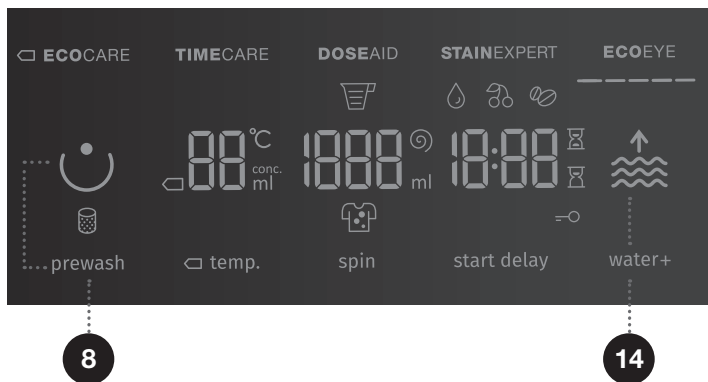 ECOCARE TIMECARE DOSEAID STAINEXPERT ECOEYE
88 °C 1888 18:88
conc.
ml ml
prewash temp. spin start delay water+
8 14